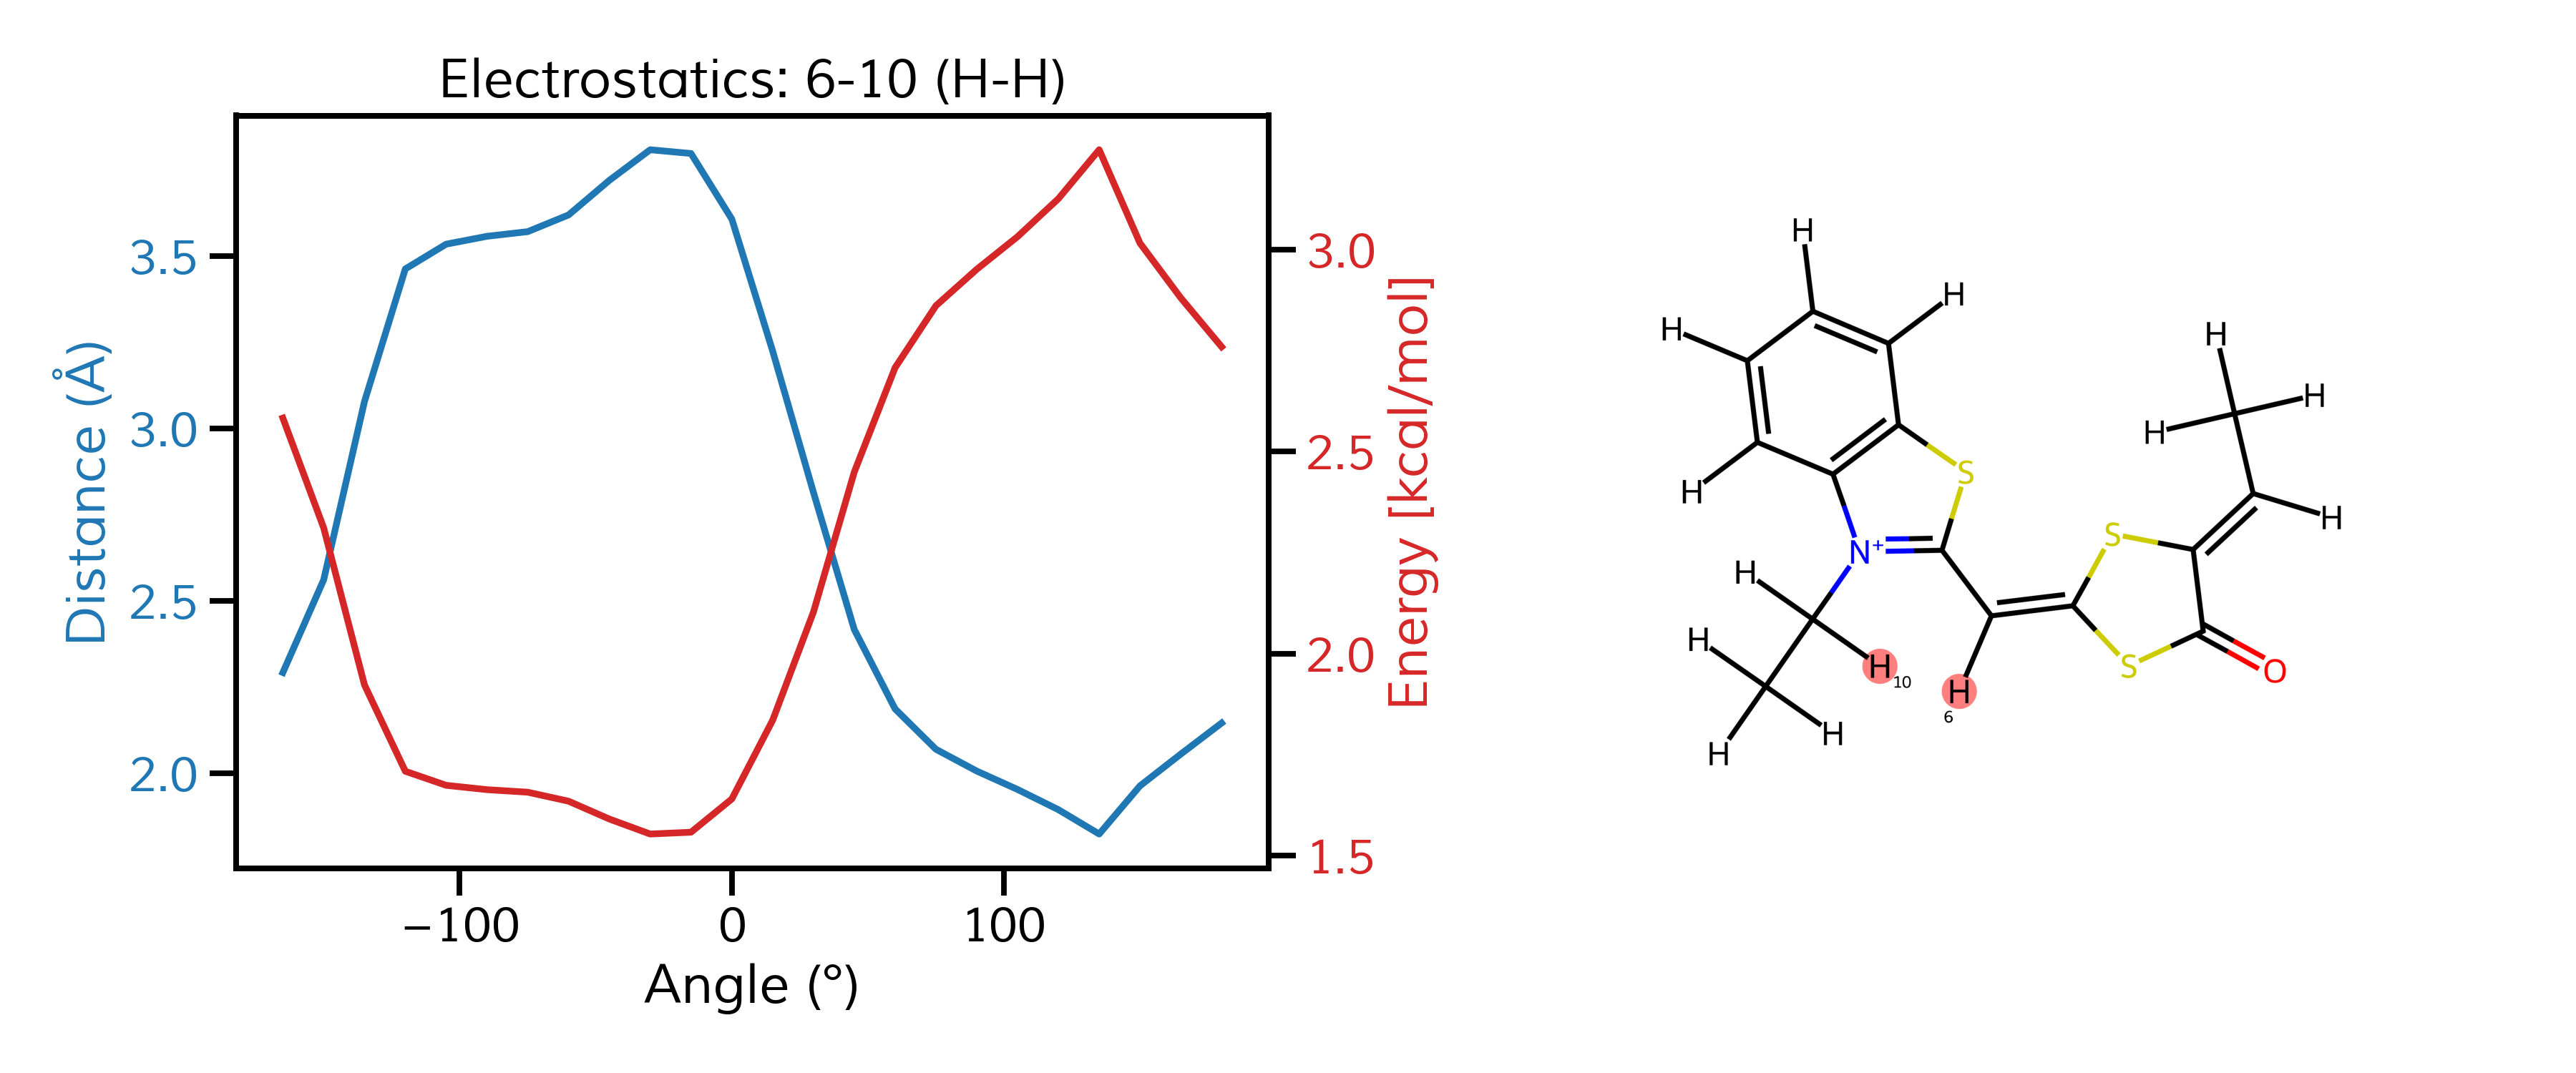 Electrostatics: 6-10 (H-H)
Distance (Å)
3.5
3.0
2.5
2.0
Energy [kcal/mol]
3.0
2.5
2.0
1.5
−100 0 100
Angle (°)
H
H
H
H
H
H
H
S
H
H
S
N⁺
H
H
H 10
S
O
H 6
H
H